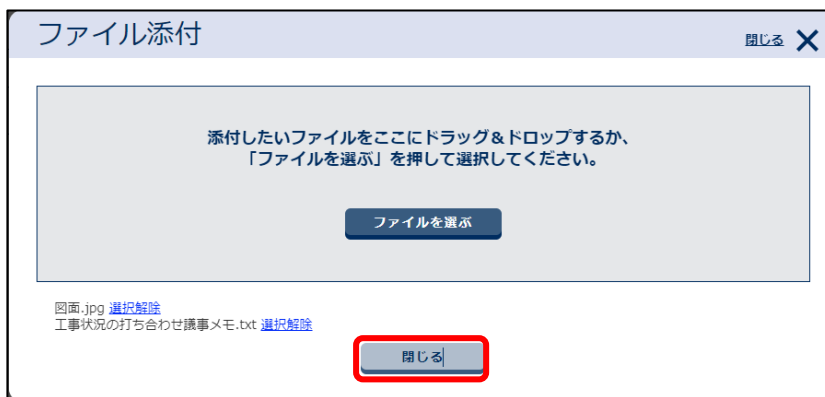 ファイル添付
閉じる
添付したいファイルをここにドラッグ＆ドロップするか、
「ファイルを選ぶ」を押して選択してください。
ファイルを選ぶ
図面.jpg 選択解除
工事状況の打ち合わせ議事メモ.txt 選択解除
閉じる